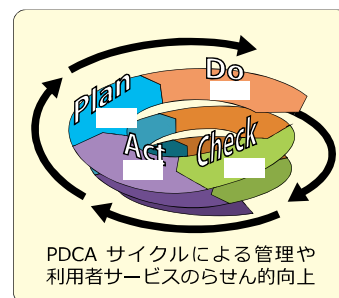 Plan
Do
Check
Act
PDCA サイクルによる管理や
利用者サービスのらせん的向上